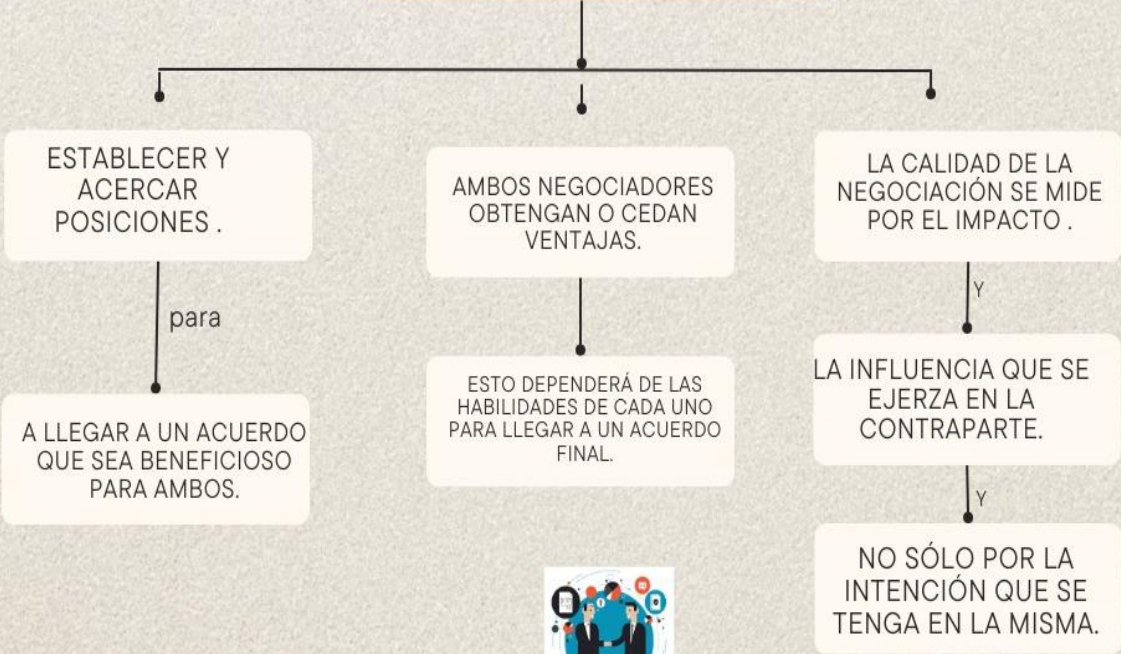 ESTABLECER Y
ACERCAR
POSICIONES .
para
A LLEGAR A UN ACUERDO
QUE SEA BENEFICIOSO
PARA AMBOS.
AMBOS NEGOCIADORES
OBTENGAN O CEDAN
VENTAJAS.
ESTO DEPENDERÁ DE LAS
HABILIDADES DE CADA UNO
PARA LLEGAR A UN ACUERDO
FINAL.
LA CALIDAD DE LA
NEGOCIACIÓN SE MIDE
POR EL IMPACTO .
Y
LA INFLUENCIA QUE SE
EJERZA EN LA
CONTRAPARTE.
Y
NO SÓLO POR LA
INTENCIÓN QUE SE
TENGA EN LA MISMA.